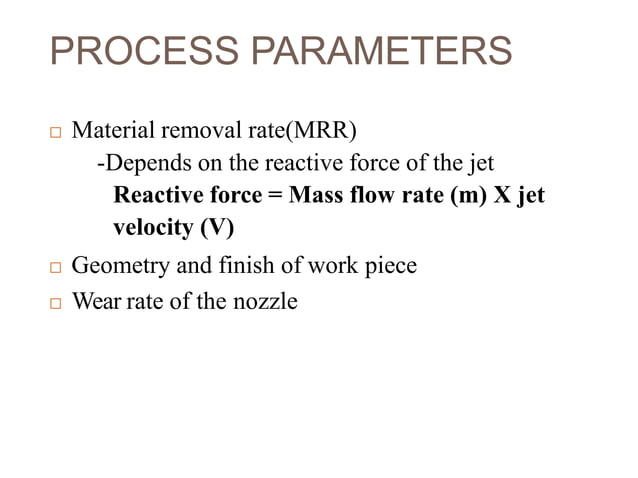 PROCESS PARAMETERS
Material removal rate(MRR)
-Depends on the reactive force of the jet
Reactive force = Mass flow rate (m) X jet
velocity (V)
Geometry and finish of work piece
Wear rate of the nozzle